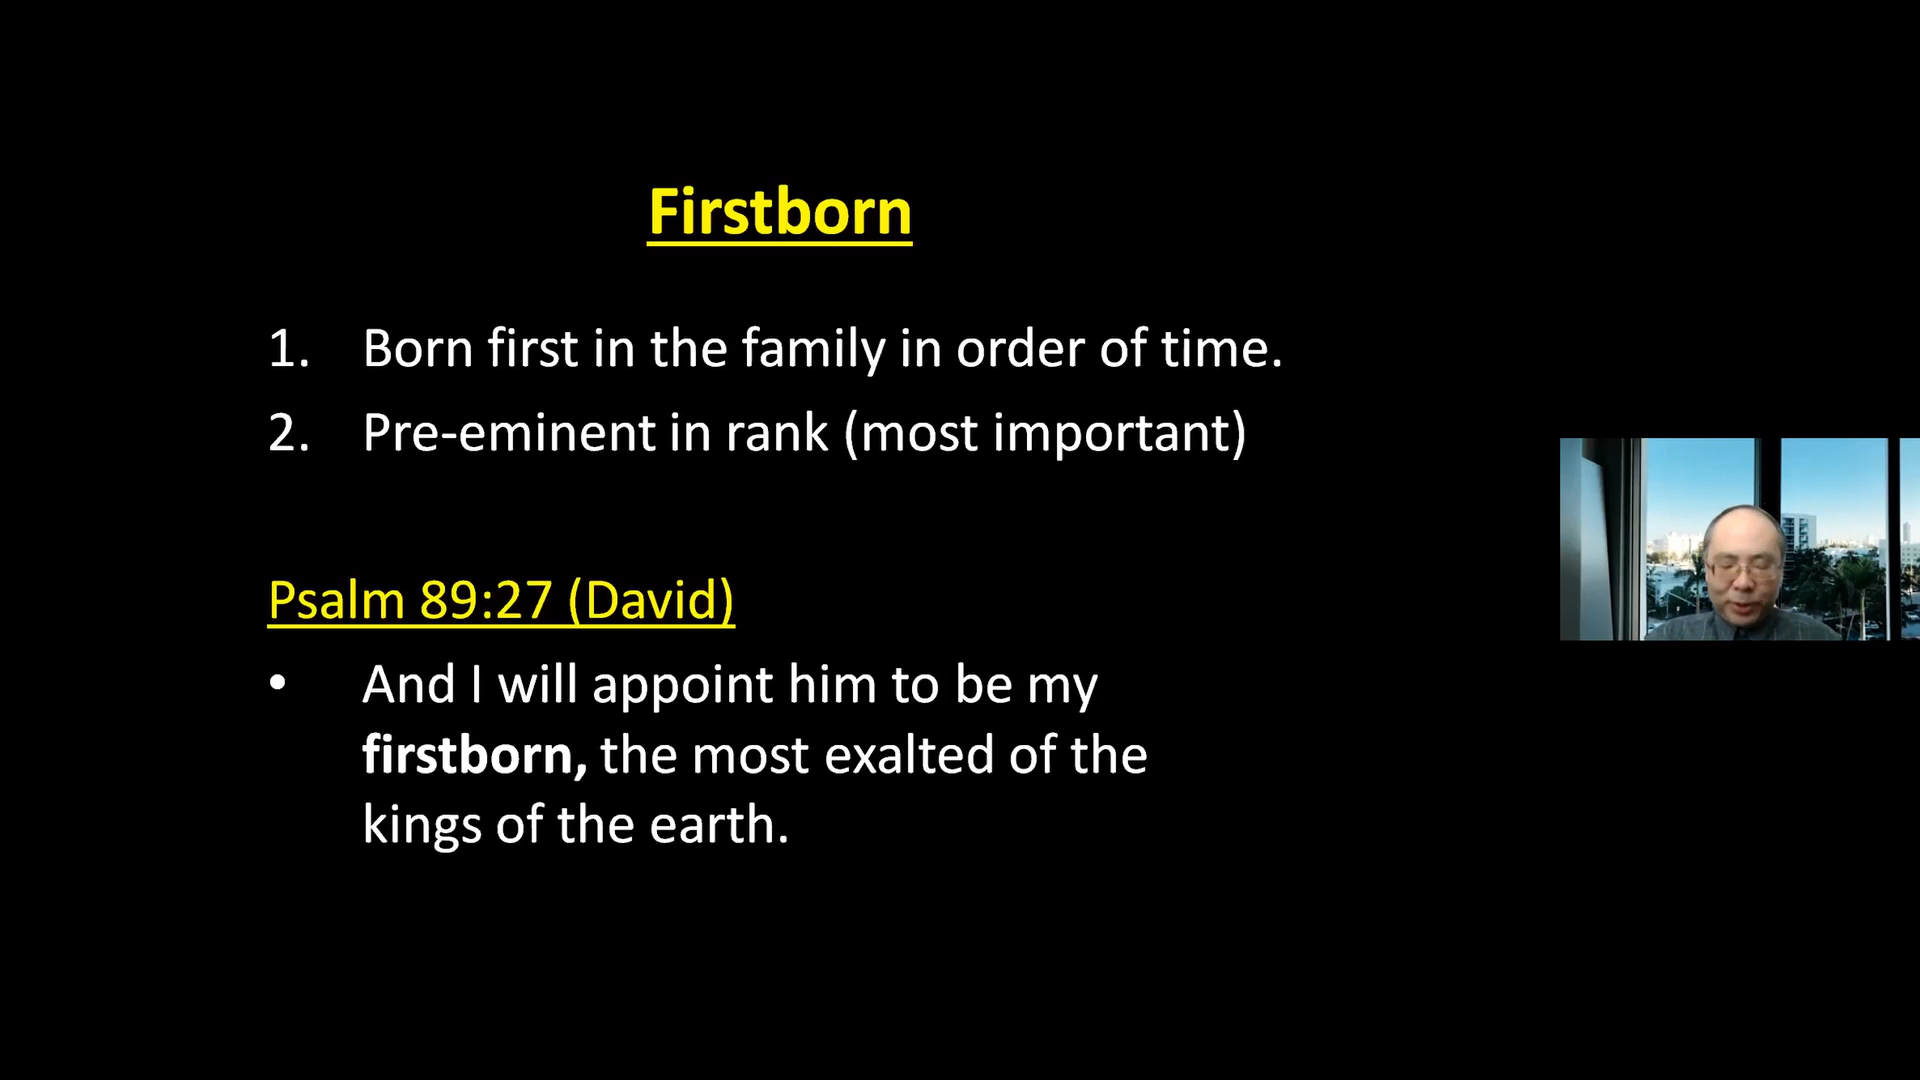 Firstborn
1. Born first in the family in order of time.
2. Pre-eminent in rank (most important)
Psalm 89:27 (David)
• And I will appoint him to be my
firstborn, the most exalted of the
kings of the earth.